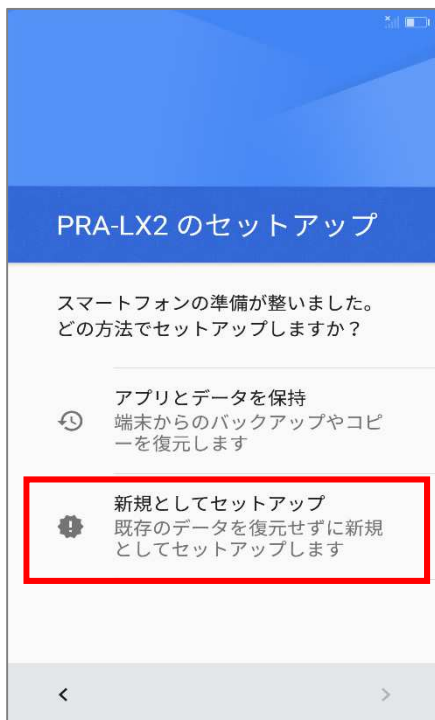 PRA-LX2 のセットアップ
スマートフォンの準備が整いました。
どの方法でセットアップしますか？
アプリとデータを保持
端末からのバックアップやコピ
ーを復元します
新規としてセットアップ
既存のデータを復元せずに新規
としてセットアップします